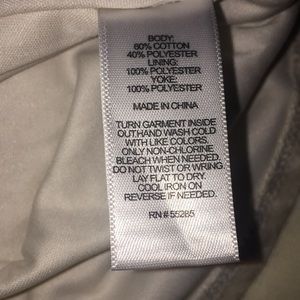 BODY:
60% COTTON
40% POLYESTER
LINING:
100% POLYESTER
YOKE:
100% POLYESTER
MADE IN CHINA
TURN GARMENT INSIDE
OUT.HAND WASH COLD
WITH LIKE COLORS,
ONLY NON-CHLORINE
BLEACH WHEN NEEDED.
DO NOT TWIST OR WRING
LAY FLAT TO DRY.
COOL IRON ON
REVERSE IF NEEDED.
RN # 55285